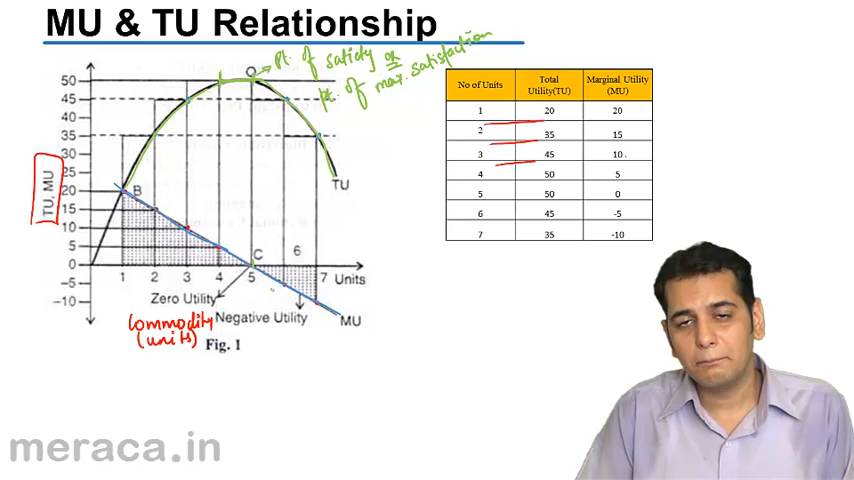 MU & TU Relationship
Q
Pt. of satiety or
pt. of max. satisfaction
50
45
35
30
25
20
15
10
5
0
-5
-10
TU, MU
B
C
TU
1 2 3 4 5 6 7 Units
Zero Utility
Negative Utility
MU
Commodity
(units)
Fig. 1
No of Units Total Utility(TU) Marginal Utility (MU)
1 20 20
2 35 15
3 45 10
4 50 5
5 50 0
6 45 -5
7 35 -10
meraca.in